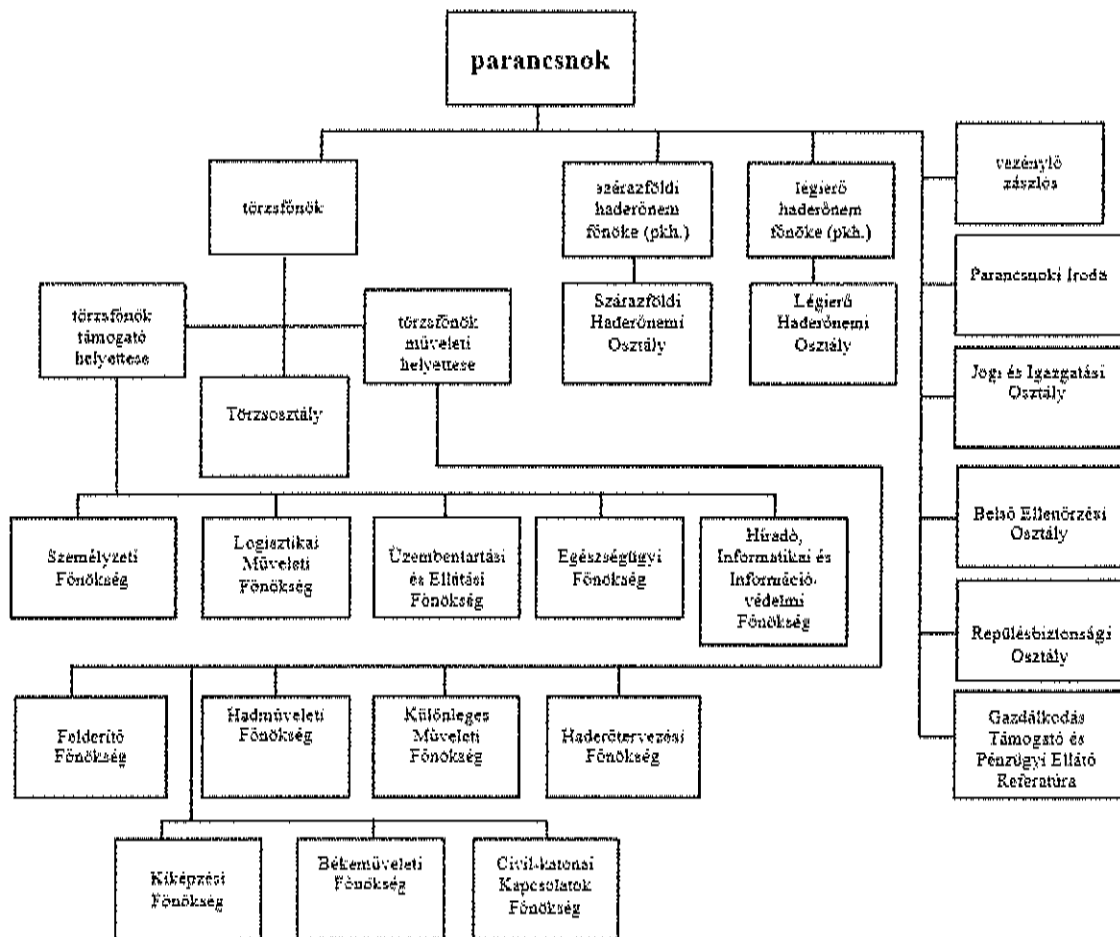 parancsnok
törzsfőnök
szárazföldi
haderőnem
főnöke (pkh.)
légierő
haderőnem
főnöke (pkh.)
vezénylő
zászlós
Parancsnoki Iroda
törzsfőnök
támogató
helyettese
törzsfőnök
műveleti
helyettese
Szárazföldi
Haderőnemi
Osztály
Légierő
Haderőnemi
Osztály
Törzsosztály
Jogi és Igazgatási
Osztály
Személyzeti
Főnökség
Logisztikai
Műveleti
Főnökség
Üzembentartási
és Ellátási
Főnökség
Egészségügyi
Főnökség
Híradó,
Informatikai és
Információ-
védelmi
Főnökség
Belső Ellenőrzési
Osztály
Repülésbiztonsági
Osztály
Felderítő
Főnökség
Hadműveleti
Főnökség
Különleges
Műveleti
Főnökség
Haderőtervezési
Főnökség
Gazdálkodás
Támogató és
Pénzügyi Ellátó
Referatúra
Kiképzési
Főnökség
Békeműveleti
Főnökség
Civil-katonai
Kapcsolatok
Főnökség